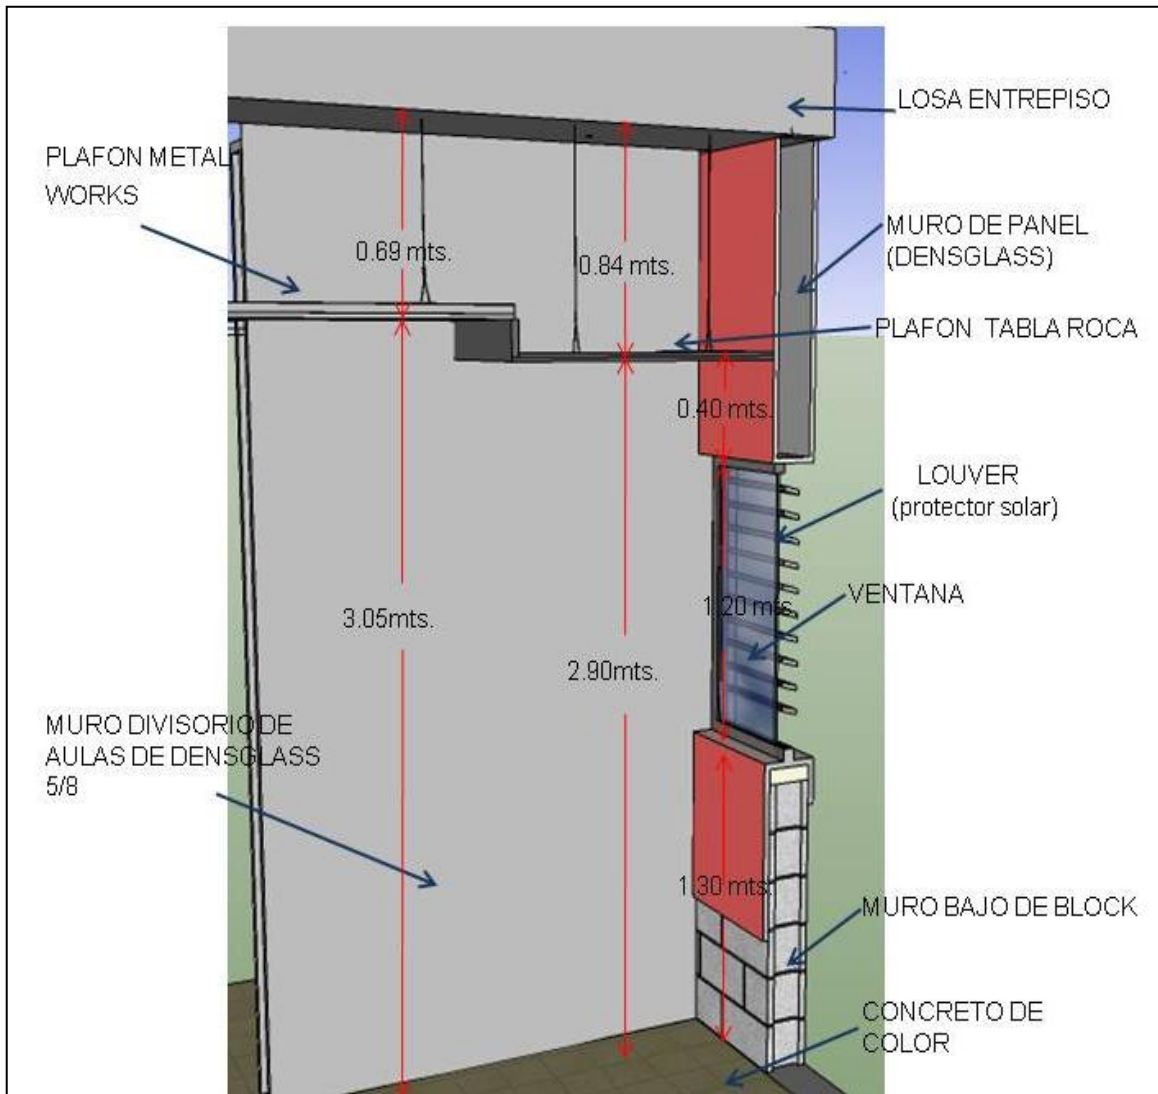 LOSA ENTREPISO
PLAFON METAL
WORKS
MURO DE PANEL
(DENSGLASS)
0.69 mts.
0.84 mts.
PLAFON TABLA ROCA
0.40 mts.
LOUVER
(protector solar)
1.20 mts.
VENTANA
3.05mts.
2.90mts.
MURO DIVISORIO DE
AULAS DE DENSGLASS
5/8
1.30 mts.
MURO BAJO DE BLOCK
CONCRETO DE
COLOR